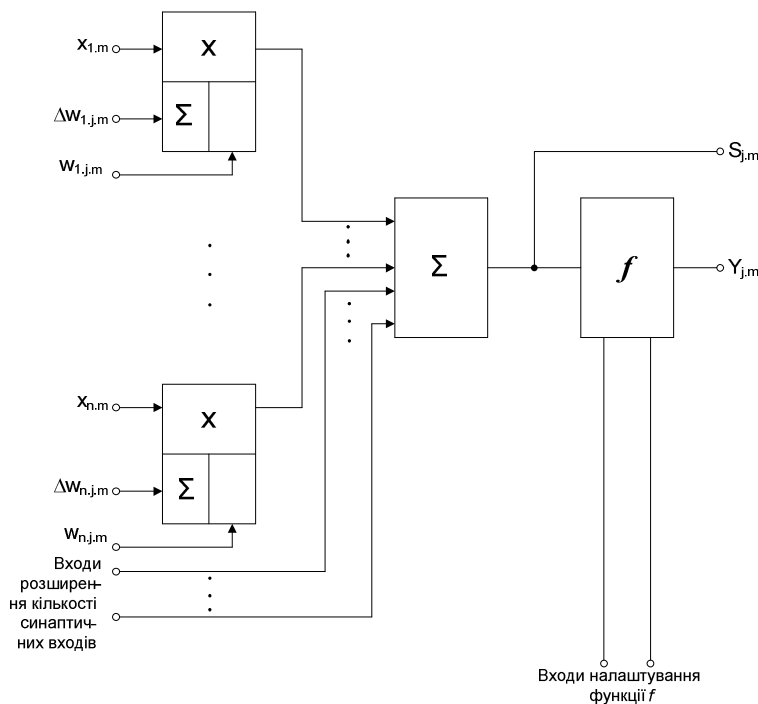 x1.m
X
Δw1.j.m
Σ
w1.j.m
Sj.m
Σ
f
Yj.m
xn.m
X
Δwn.j.m
Σ
wn.j.m
Входи
розширен-
ня кількості
синаптич-
них входів
Входи налаштування
функції f